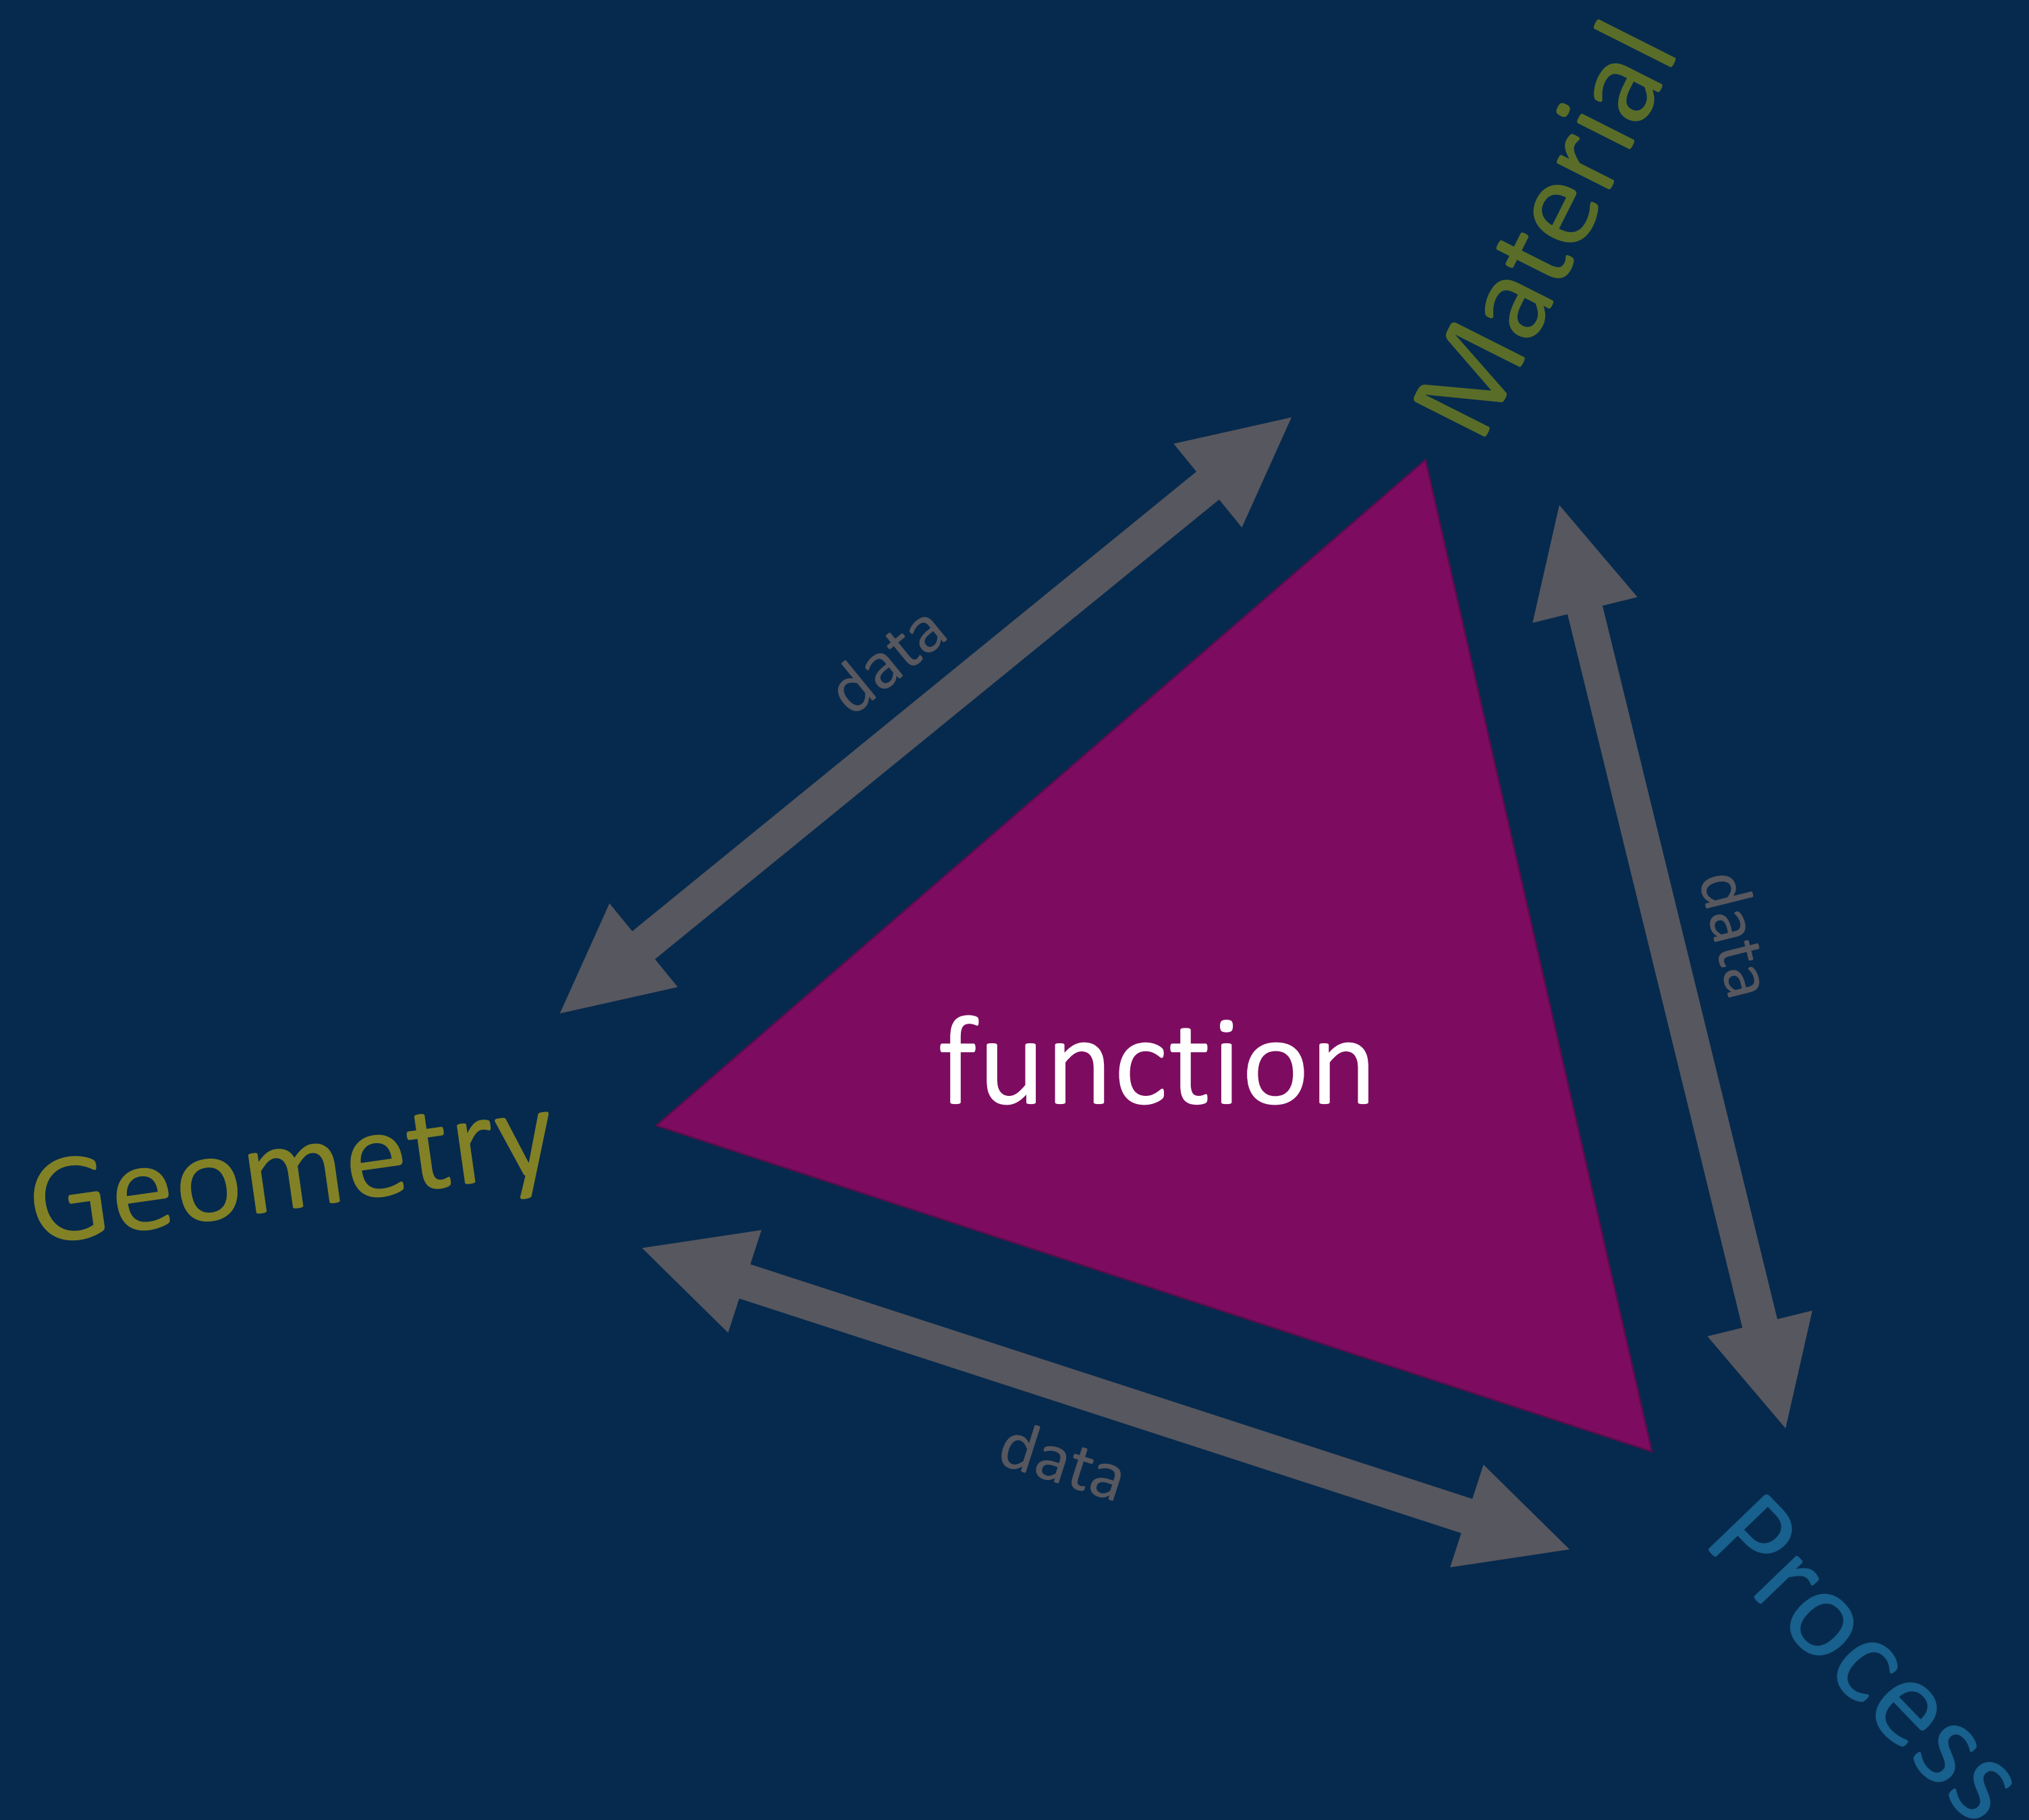 Material
data
data
function
Geometry
data
Process